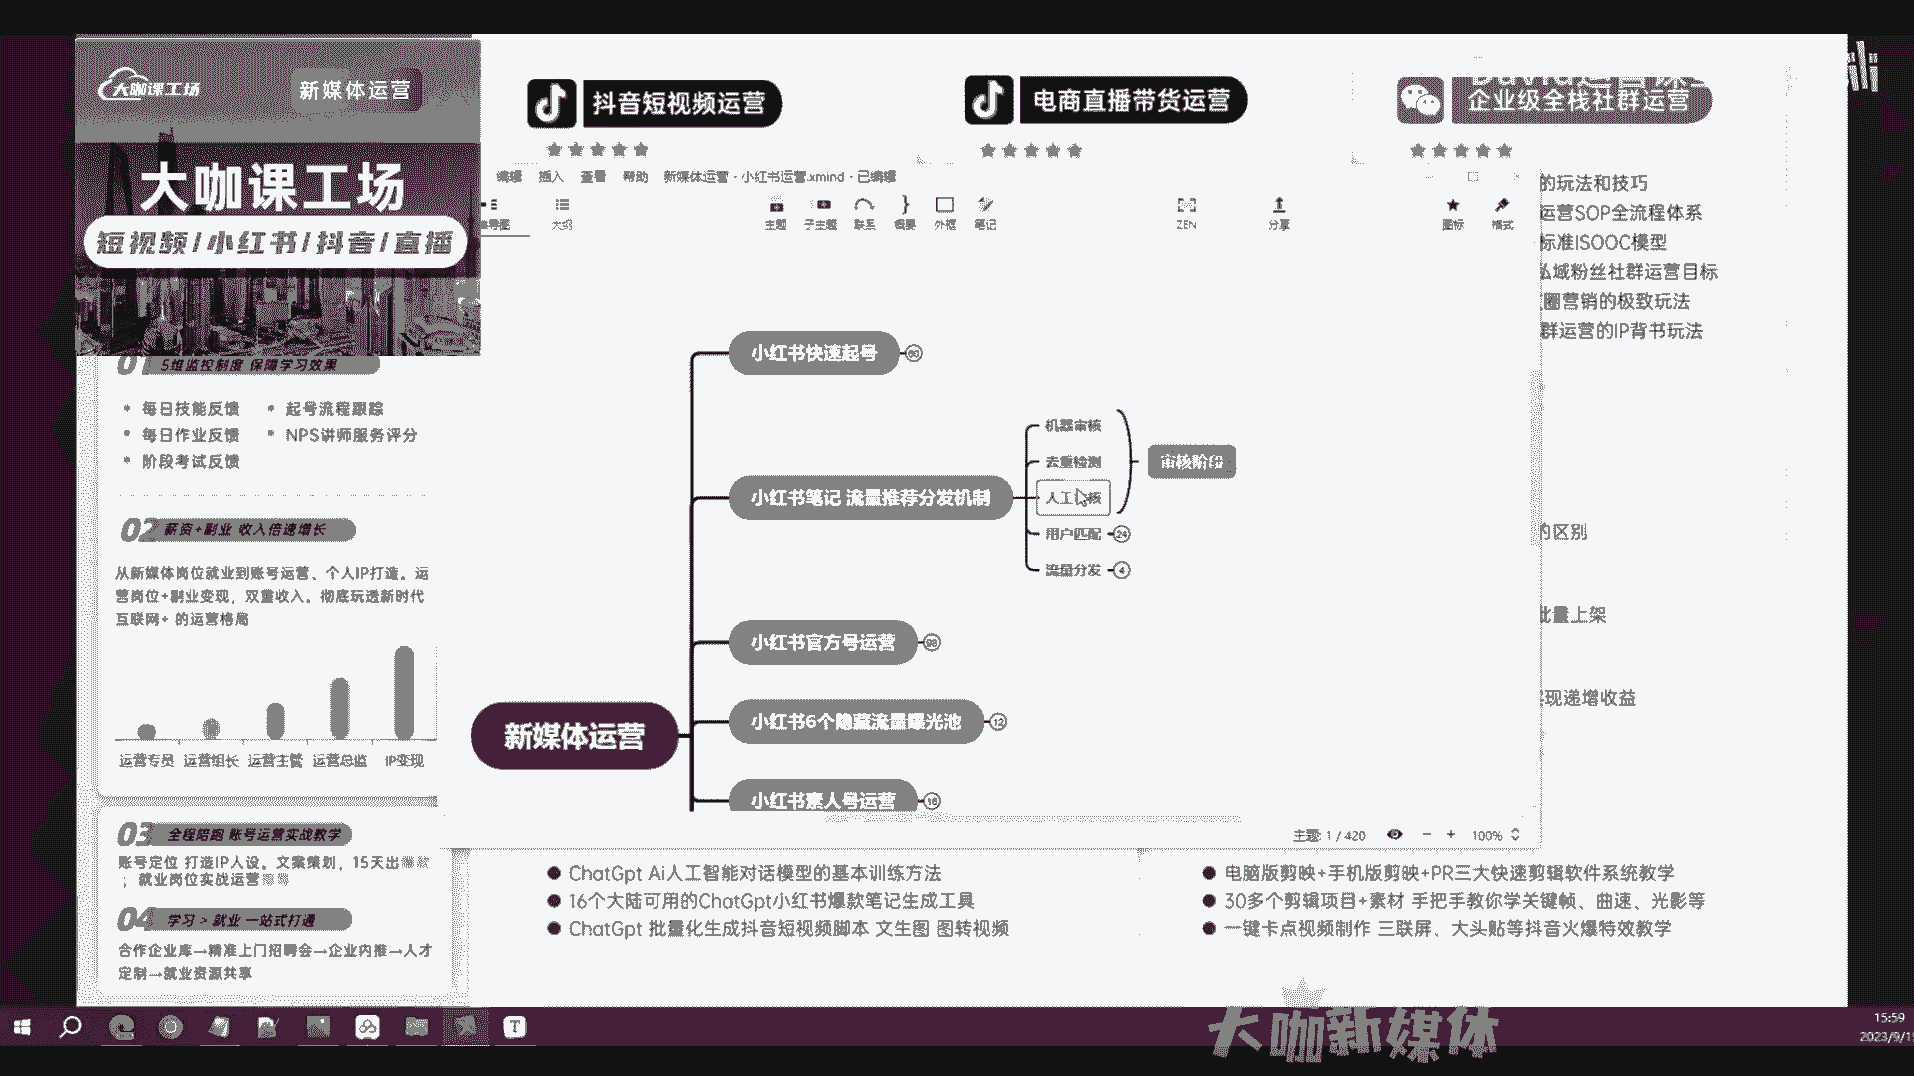 大咖课工场
新媒体运营
大咖课工场
短视频/小红书/抖音/直播
抖音短视频运营
电商直播带货运营
企业级全栈社群运营
编辑 插入 查看 帮助 新媒体运营 - 小红书运营.xmind - 已编辑
大纲
主题 子主题 联系 概要 外框 笔记
ZEN
分享
图标 格式
的玩法和技巧
运营SOP全流程体系
标准ISOOC模型
私域粉丝社群运营目标
圈营销的极致玩法
群运营的IP背书玩法
的区别
批量上架
现递增收益
01 5维监控制度 保障学习效果
每日技能反馈
起号流程跟踪
每日作业反馈
NPS讲师服务评分
阶段考试反馈
02 薪资+副业 收入倍速增长
从新媒体岗位就业到账号运营、个人IP打造。运
营岗位+副业变现，双重收入。彻底玩透新时代
互联网+ 的运营格局
运营专员 运营组长 运营主管 运营总监 IP变现
03 全程陪跑 账号运营实战教学
账号定位 打造IP人设。文案策划，15天出爆款
；就业岗位实战运营
04 学习 > 就业 一站式打通
合作企业库→精准上门招聘会→企业内推→人才
定制→就业资源共享
小红书快速起号 60
小红书笔记 流量推荐分发机制
机器审核
去重检测
人工审核
用户匹配 24
流量分发 4
审核阶段
小红书官方号运营 98
小红书6个隐藏流量曝光池 12
小红书素人号运营 16
新媒体运营
主题: 1 / 420
100%
ChatGpt Ai人工智能对话模型的基本训练方法
16个大陆可用的ChatGpt小红书爆款笔记生成工具
ChatGpt 批量化生成抖音短视频脚本 文生图 图转视频
电脑版剪映+手机版剪映+PR三大快速剪辑软件系统教学
30多个剪辑项目+素材 手把手教你学关键帧、曲速、光影等
一键卡点视频制作 三联屏、大头贴等抖音火爆特效教学
大咖新媒体
15:59